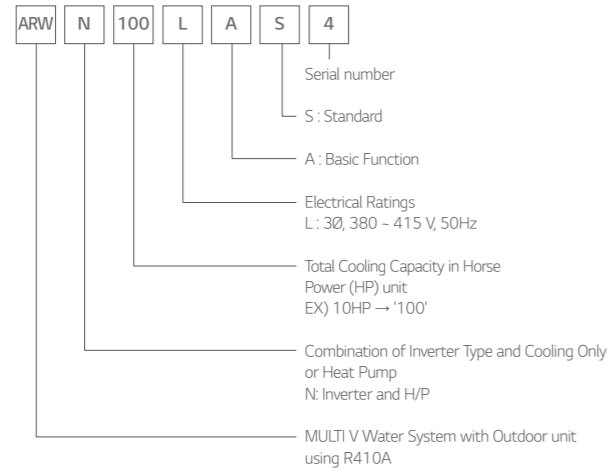 ARW N 100 L A S 4
Serial number
S : Standard
A : Basic Function
Electrical Ratings
L : 3Ø, 380 ~ 415 V, 50Hz
Total Cooling Capacity in Horse
Power (HP) unit
EX) 10HP → '100'
Combination of Inverter Type and Cooling Only
or Heat Pump
N: Inverter and H/P
MULTI V Water System with Outdoor unit
using R410A